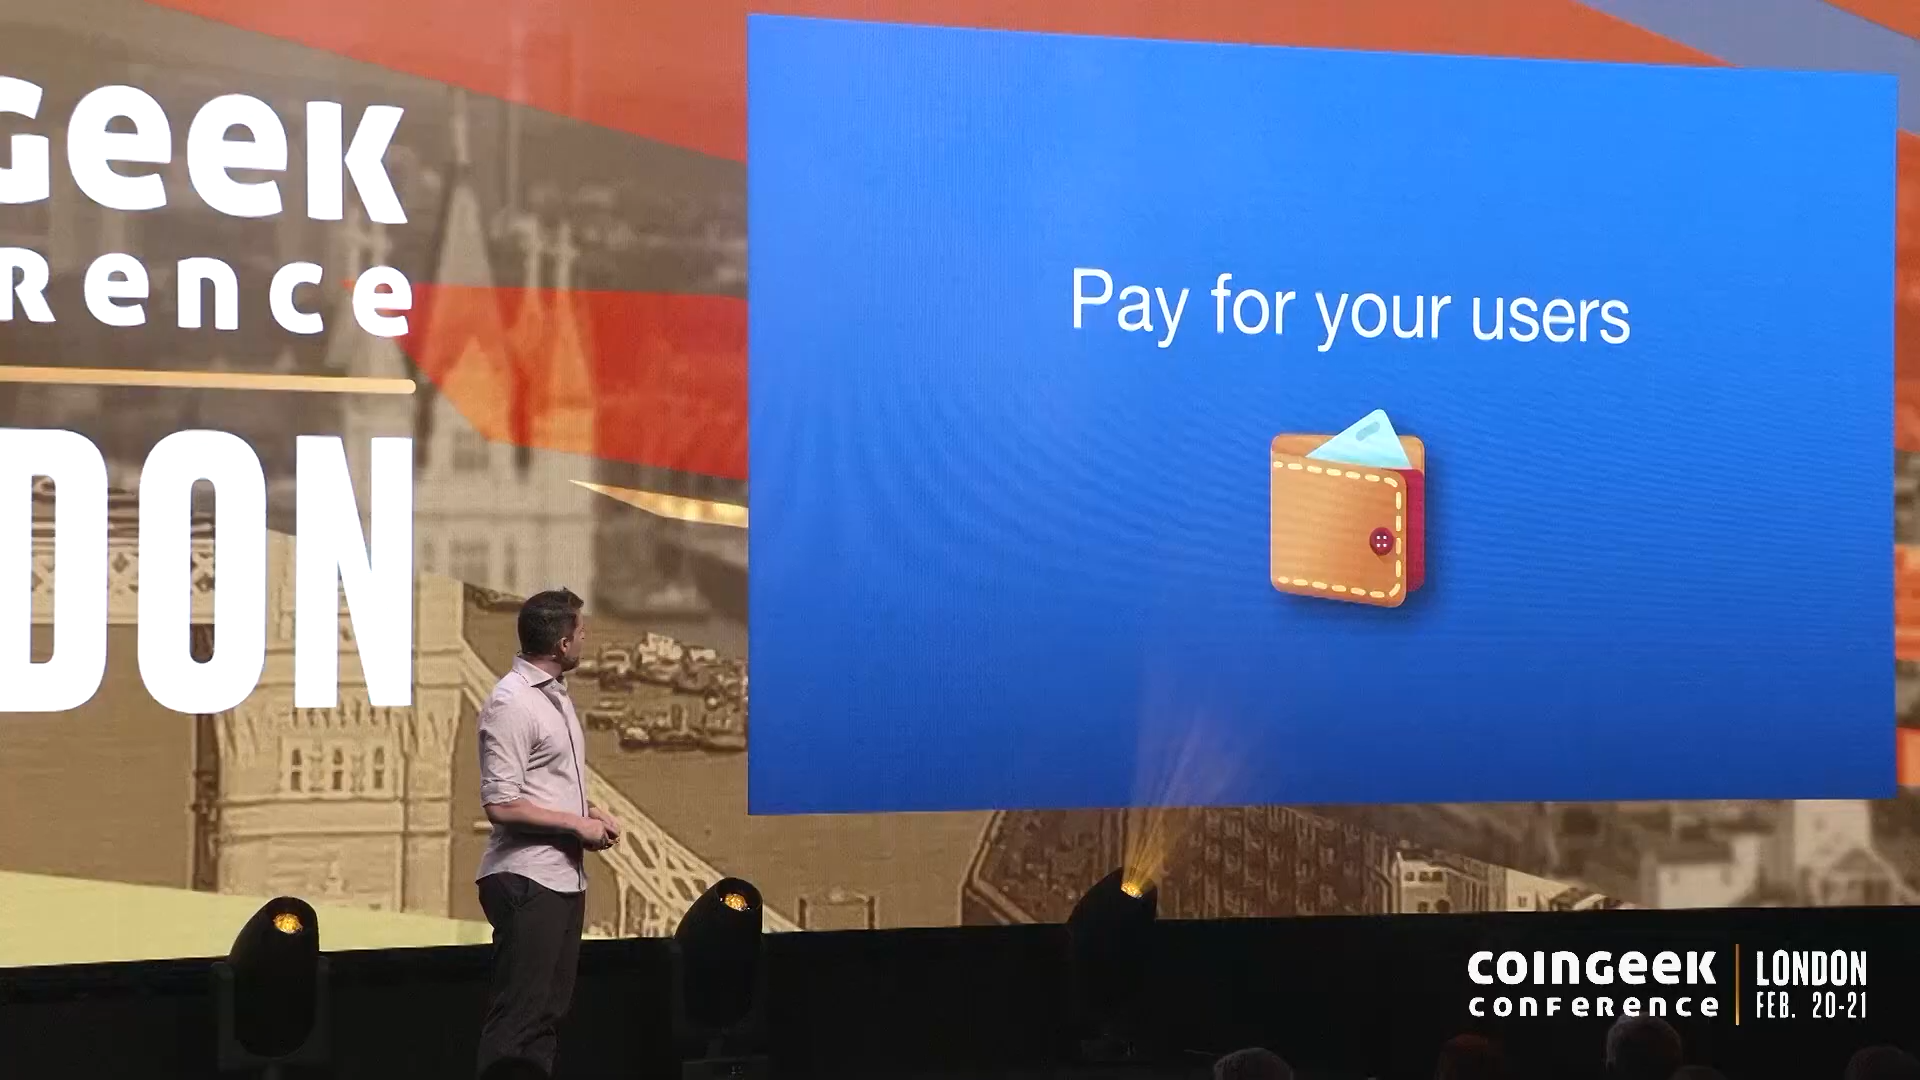 Geek
Rence
DON
Pay for your users
COINGEEK
CONFERENCE
LONDON
FEB. 20-21